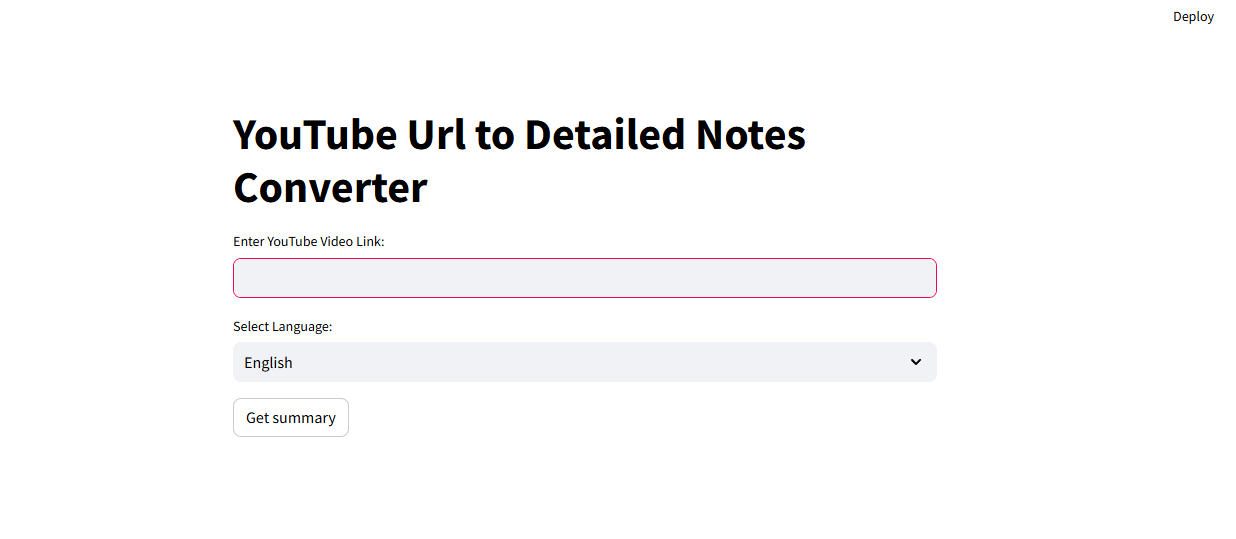 Deploy
YouTube Url to Detailed Notes
Converter
Enter YouTube Video Link:
Select Language:
English
Get summary